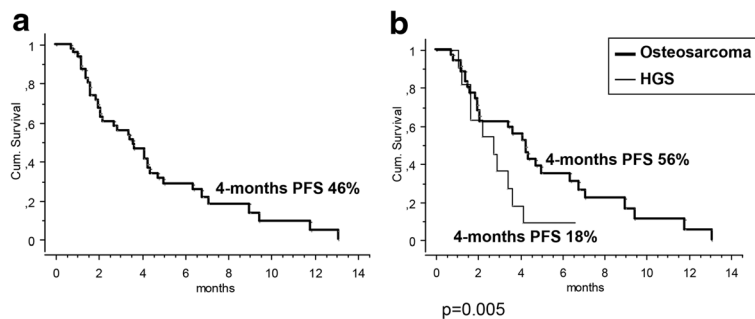 a
1
,8
,6
,4
,2
0
Cum. Survival
4-months PFS 46%
0 2 4 6 8 10 12 14
months
b
Osteosarcoma
HGS
1
,8
,6
,4
,2
0
Cum. Survival
4-months PFS 56%
4-months PFS 18%
0 2 4 6 8 10 12 14
months
p=0.005